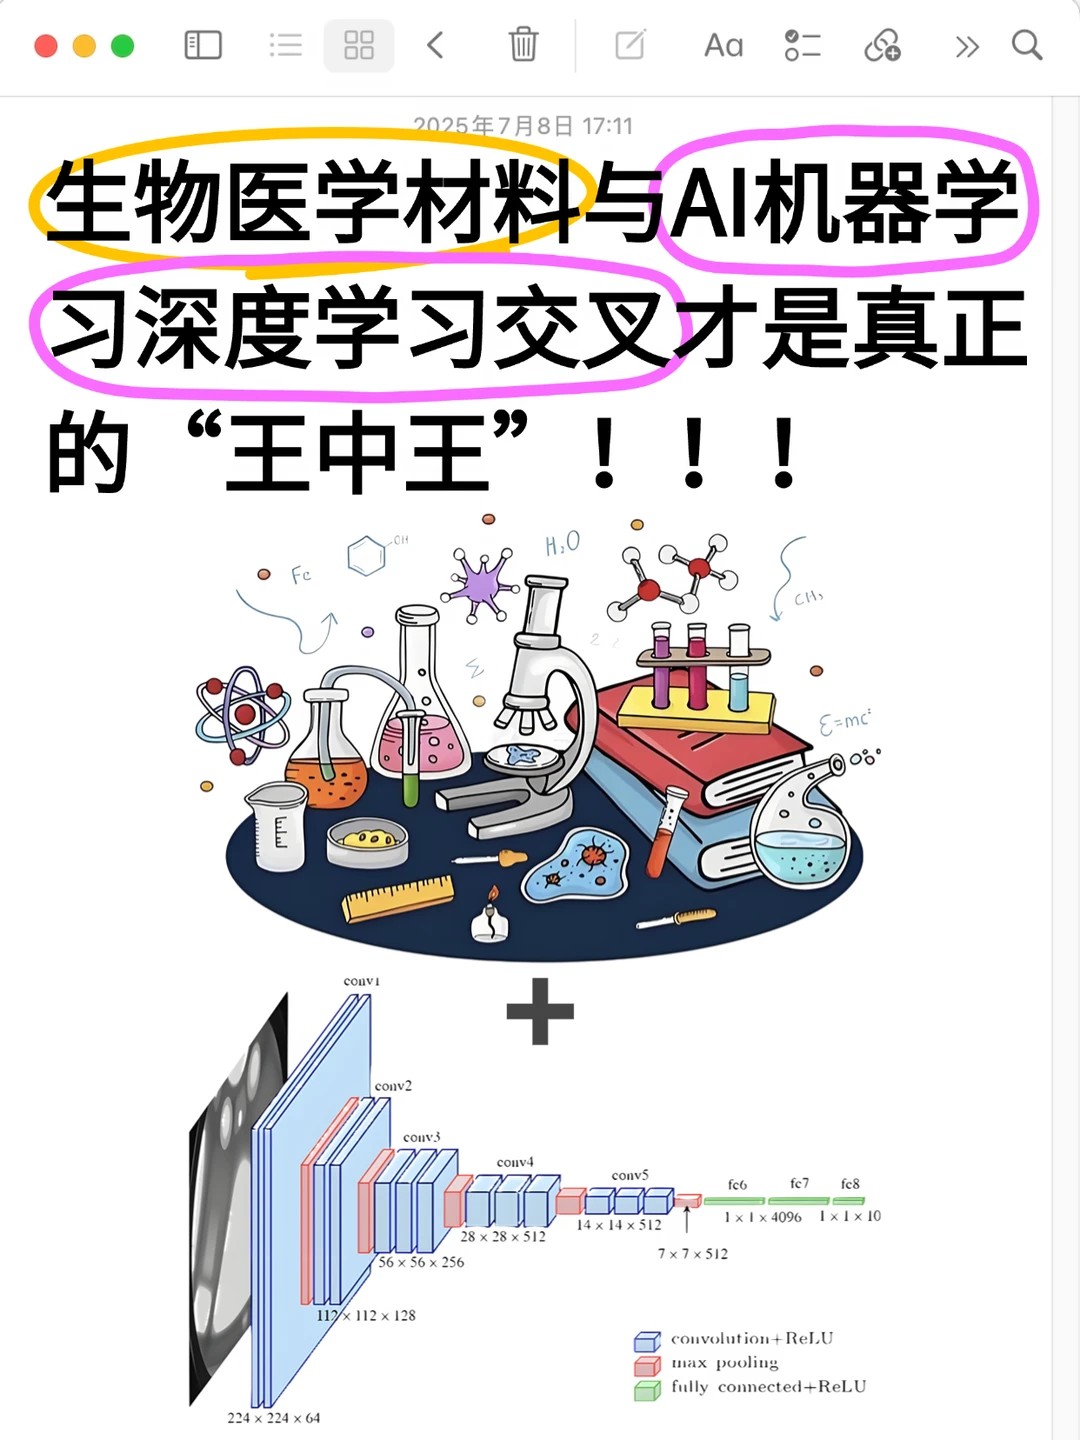 Aa
2025年7月8日 17:11
生物医学材料与AI机器学
习深度学习交叉才是真正
的“王中王”！！！
OH
H₂O
Fe
CH₃
Σ
2
ε=mc²
E
conv1
conv2
conv3
conv4
conv5
fc6
fc7
fc8
1 × 1 × 4096
1 × 1 × 10
14 × 14 × 512
28 × 28 × 512
7 × 7 × 512
56 × 56 × 256
112 × 112 × 128
convolution+ReLU
max pooling
fully connected+ReLU
224 × 224 × 64